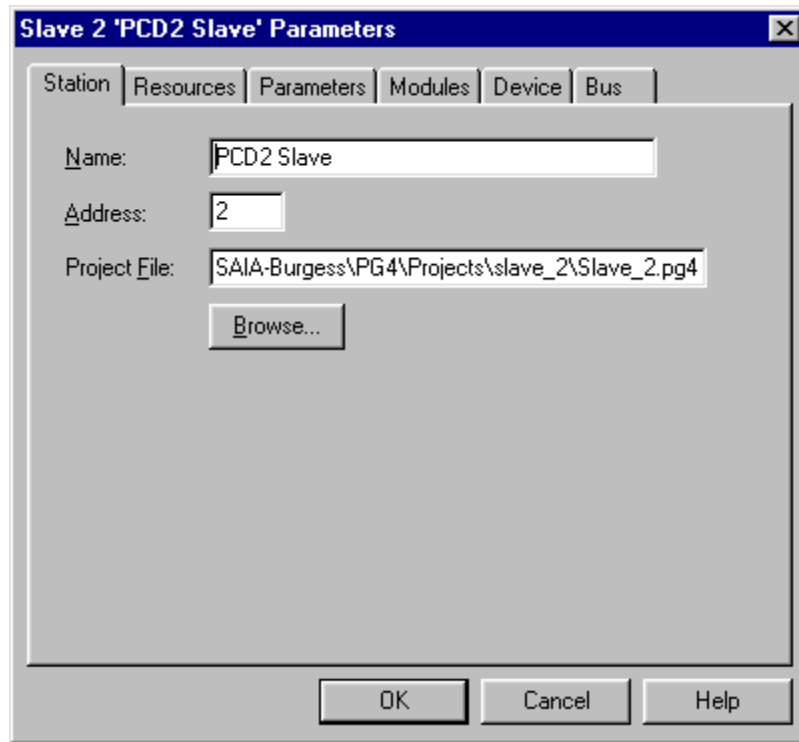 Slave 2 'PCD2 Slave' Parameters
Station Resources Parameters Modules Device Bus
Name: PCD2 Slave
Address: 2
Project File: SAIA-Burgess\PG4\Projects\slave_2\Slave_2.pg4
Browse...
OK Cancel Help